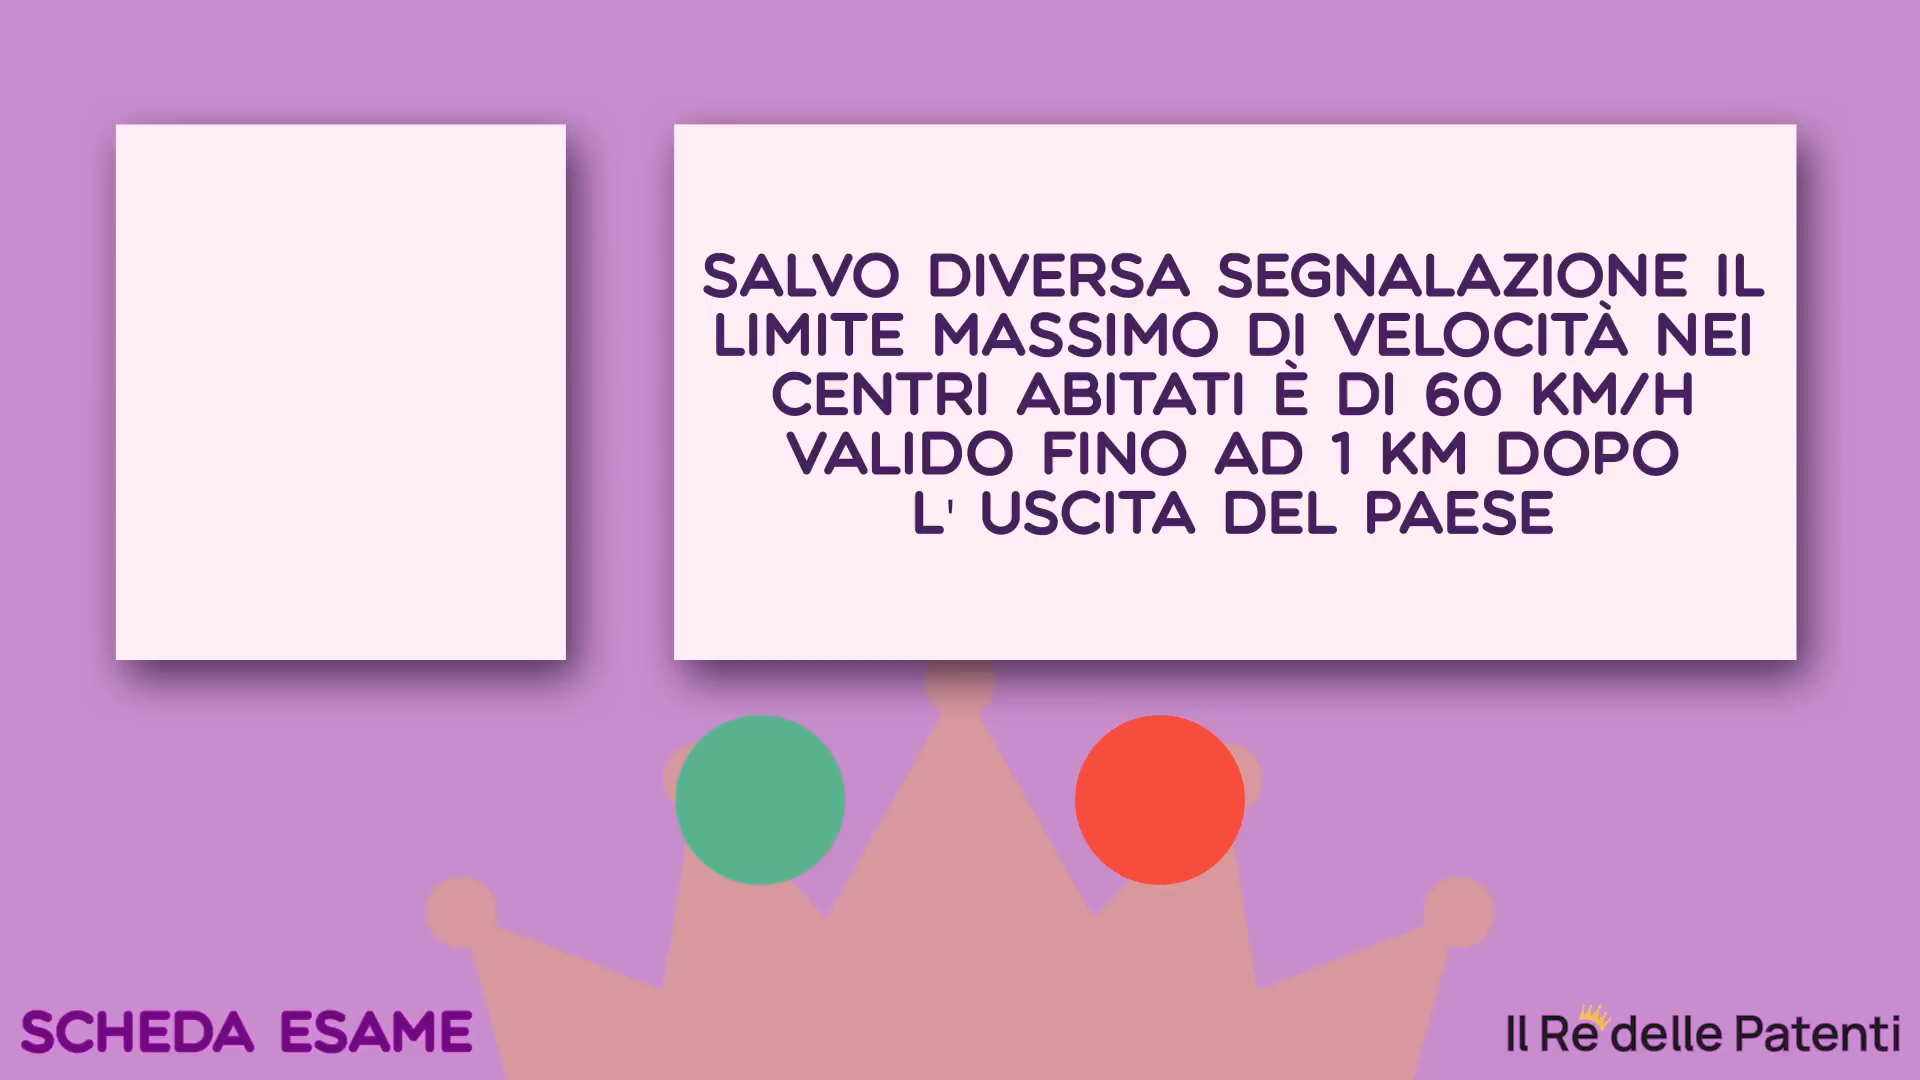 SALVO DIVERSA SEGNALAZIONE IL
LIMITE MASSIMO DI VELOCITÀ NEI
CENTRI ABITATI È DI 60 KM/H
VALIDO FINO AD 1 KM DOPO
L' USCITA DEL PAESE
SCHEDA ESAME
Il Re delle Patenti